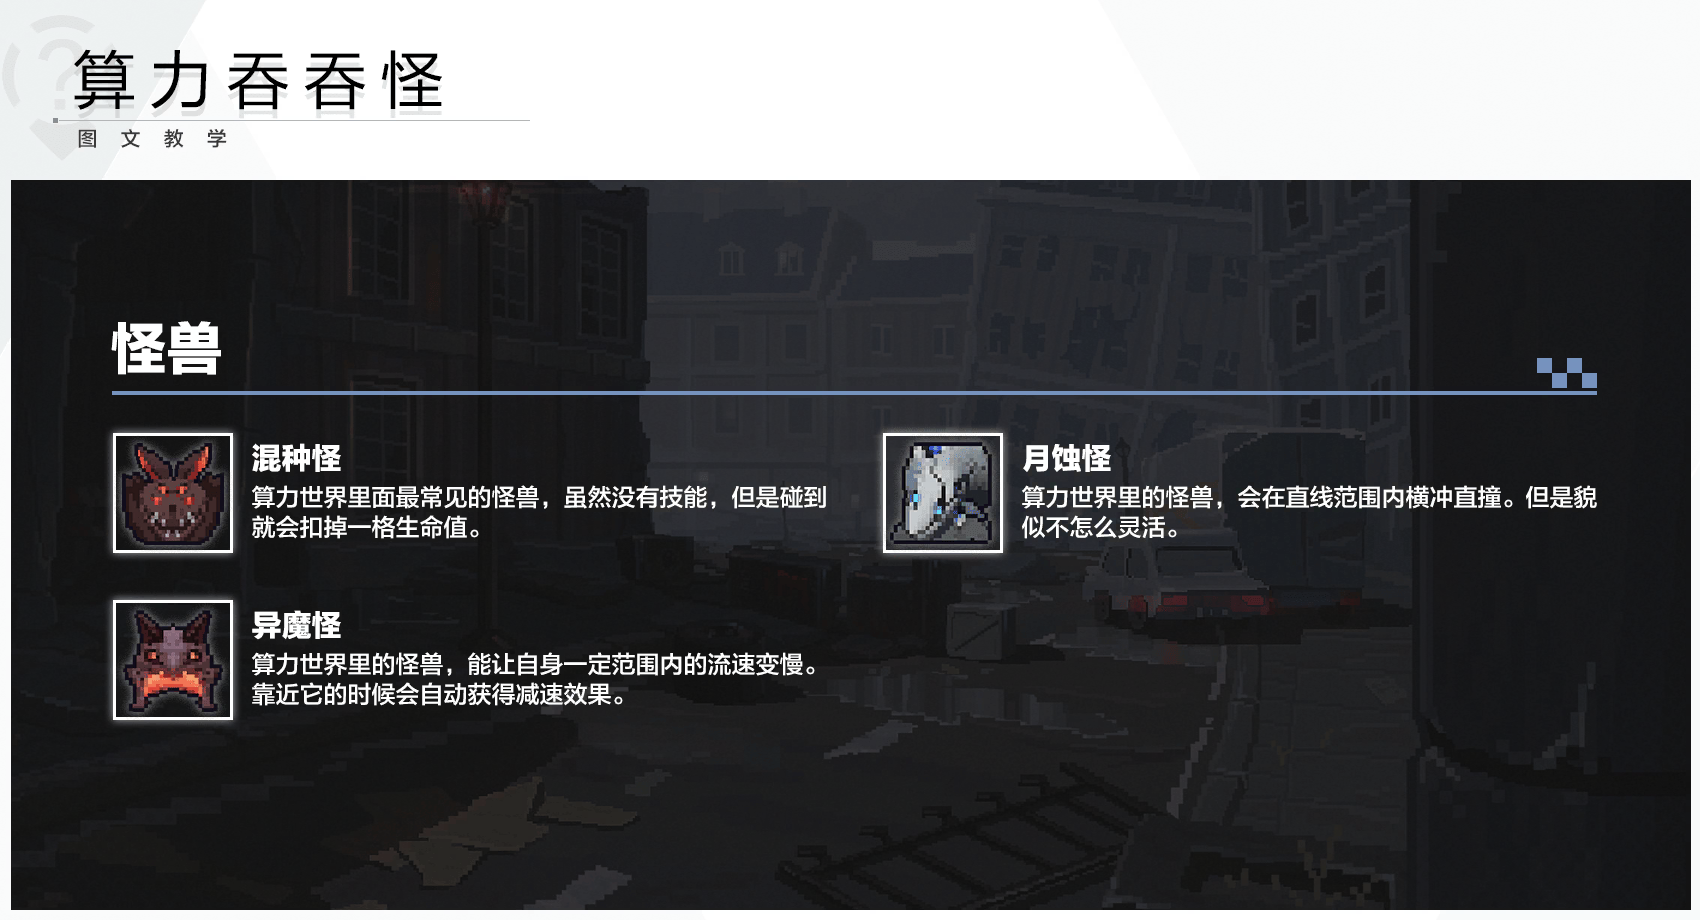 算力吞吞怪
图文教学
怪兽
混种怪
算力世界里面最常见的怪兽，虽然没有技能，但是碰到
就会扣掉一格生命值。
月蚀怪
算力世界里的怪兽，会在直线范围内横冲直撞。但是貌
似不怎么灵活。
异魔怪
算力世界里的怪兽，能让自身一定范围内的流速变慢。
靠近它的时候会自动获得减速效果。